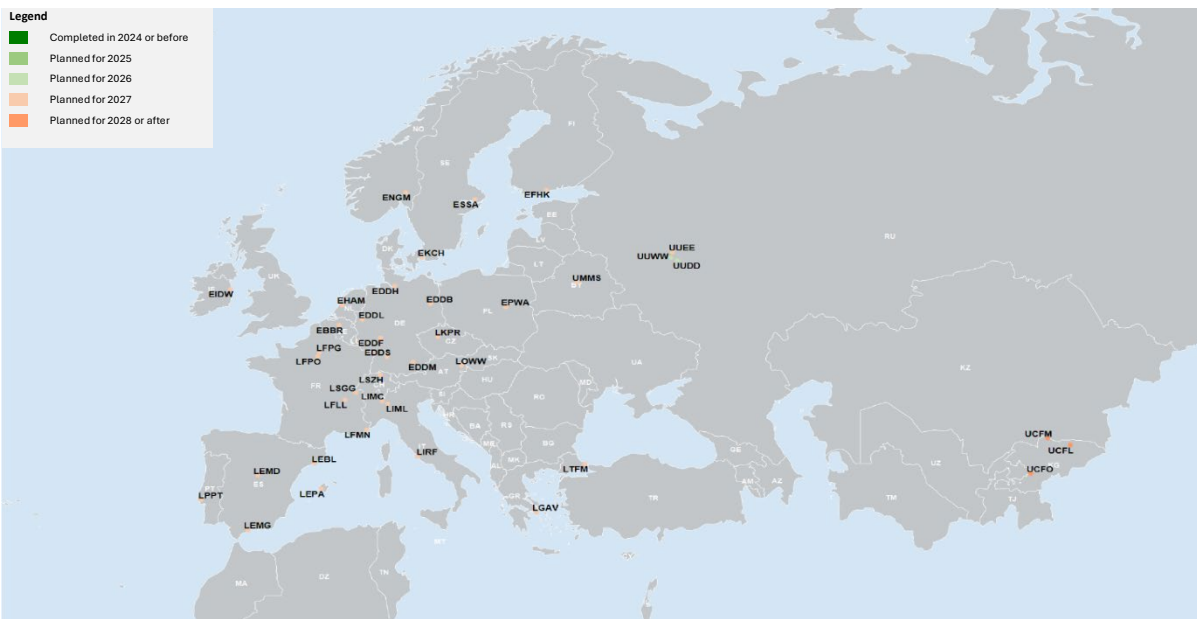 Legend
Completed in 2024 or before
Planned for 2025
Planned for 2026
Planned for 2027
Planned for 2028 or after
FI
NO
SE
ENGM
ESSA
EFHK
EE
RU
LV
DK
EKCH
UUEE
UUWW
UUDD
LT
UK
UMMS
BY
EIDW
EDDH
EHAM
EDDB
EPWA
PL
EDDL
DE
EBBR
LKPR
CZ
LFPG
EDDF
EDDS
LFPO
LOWW
SK
UA
EDDM
AT
KZ
LSZH
HU
MD
FR
LSGG
LIMC
SI
RO
LFLL
LIML
HR
BA
RS
LFMN
BG
UCFM
IT
LIRF
GE
UCFL
LEBL
MK
UZ
LEMD
LTFM
AL
UCFO
ES
AM
AZ
PT
LPPT
LEPA
GR
TR
TM
TJ
LGAV
LEMG
MT
TN
DZ
MA